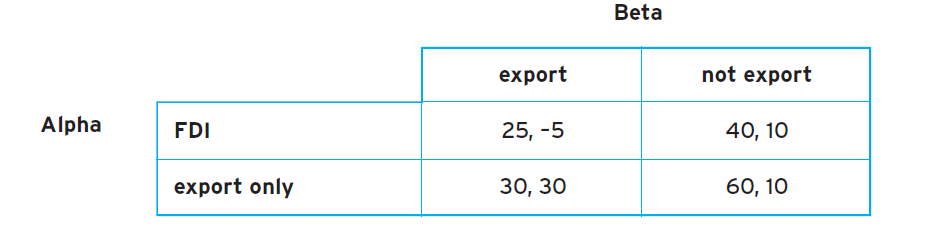 Beta
export not export
Alpha FDI 25, -5 40, 10
export only 30, 30 60, 10